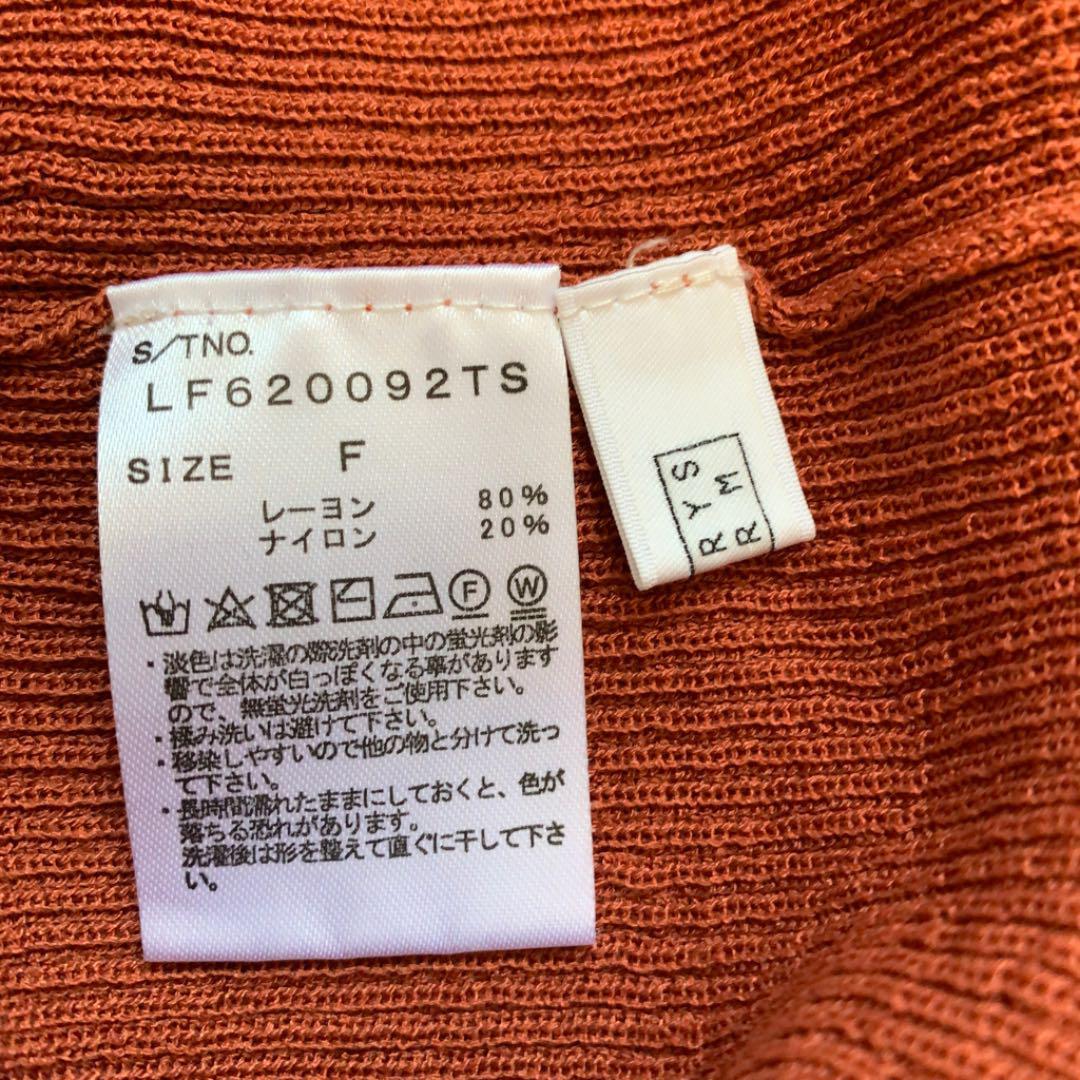 S/TNO.
LF620092TS
SIZE F
レーヨン 80%
ナイロン 20%
F W
・淡色は洗濯の際洗剤の中の蛍光剤の影
響で全体が白っぽくなる事があります
ので、無蛍光洗剤をご使用下さい。
・揉み洗いは避けて下さい。
・移染しやすいので他の物と分けて洗っ
て下さい。
・長時間濡れたままにしておくと、色が
落ちる恐れがあります。
洗濯後は形を整えて直ぐに干して下さ
い。
RYS
RM